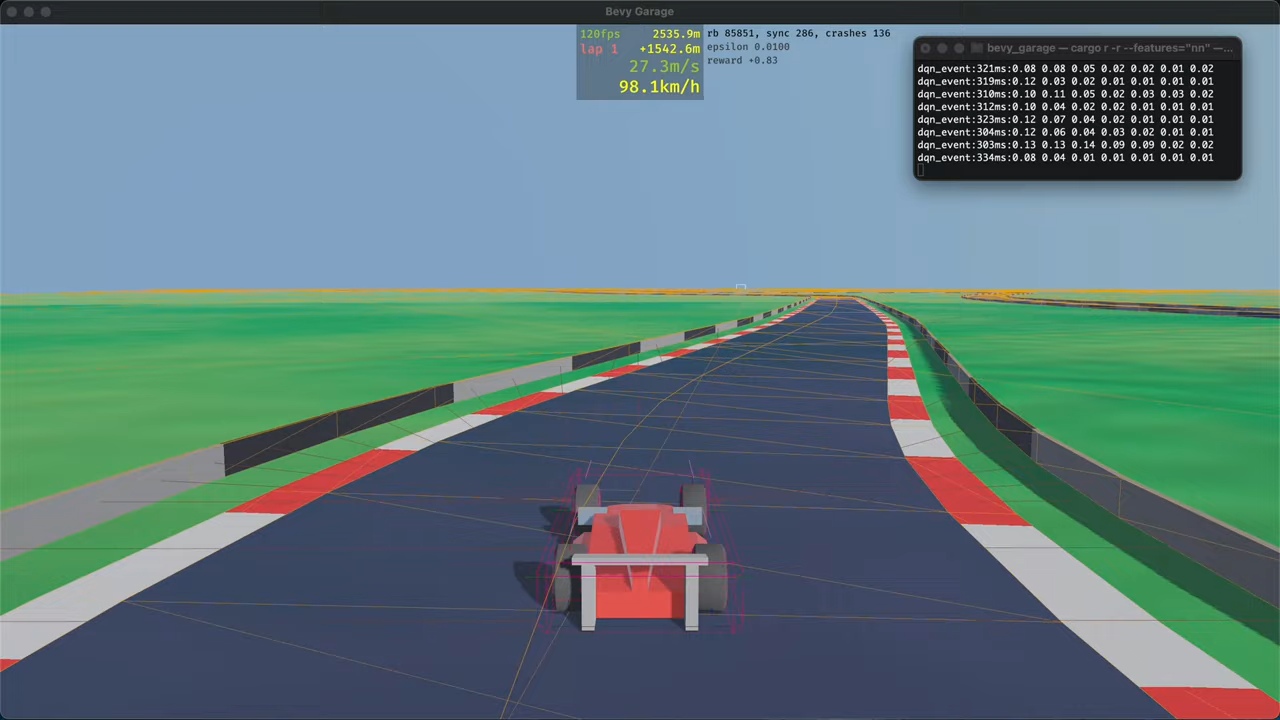 Bevy Garage
120fps 2535.9m
lap 1 +1542.6m
27.3m/s
98.1km/h
rb 85851, sync 286, crashes 136
epsilon 0.0100
reward +0.83
bevy_garage — cargo r -r --features="nn" —...
dqn_event:321ms:0.08 0.08 0.05 0.02 0.02 0.01 0.02
dqn_event:319ms:0.12 0.03 0.02 0.01 0.01 0.01 0.01
dqn_event:310ms:0.10 0.11 0.05 0.02 0.03 0.03 0.02
dqn_event:312ms:0.10 0.04 0.02 0.02 0.01 0.01 0.01
dqn_event:323ms:0.12 0.07 0.04 0.02 0.01 0.01 0.01
dqn_event:304ms:0.12 0.06 0.04 0.03 0.02 0.01 0.01
dqn_event:303ms:0.13 0.13 0.14 0.09 0.09 0.02 0.02
dqn_event:334ms:0.08 0.04 0.01 0.01 0.01 0.01 0.01